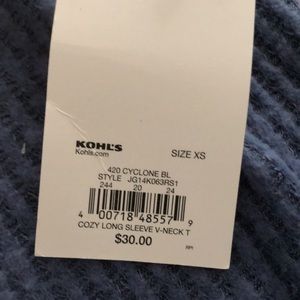 KOHL'S
Kohls.com
SIZE XS
420 CYCLONE BL
STYLE JG14K063RS1
244 20 24
4 00718 48557 9
COZY LONG SLEEVE V-NECK T
$30.00